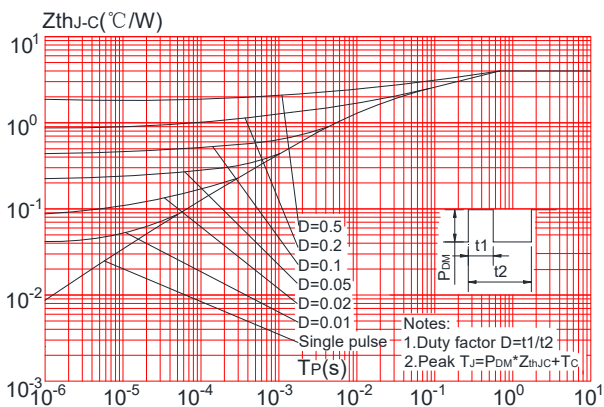 ZthJ-C(℃/W)
10¹
10⁰
10⁻¹
10⁻²
10⁻³
D=0.5
D=0.2
D=0.1
D=0.05
D=0.02
D=0.01
Single pulse
TP(s)
PDM
t1
t2
Notes:
1.Duty factor D=t1/t2
2.Peak TJ=PDM*ZthJC+TC
10⁻⁶ 10⁻⁵ 10⁻⁴ 10⁻³ 10⁻² 10⁻¹ 10⁰ 10¹